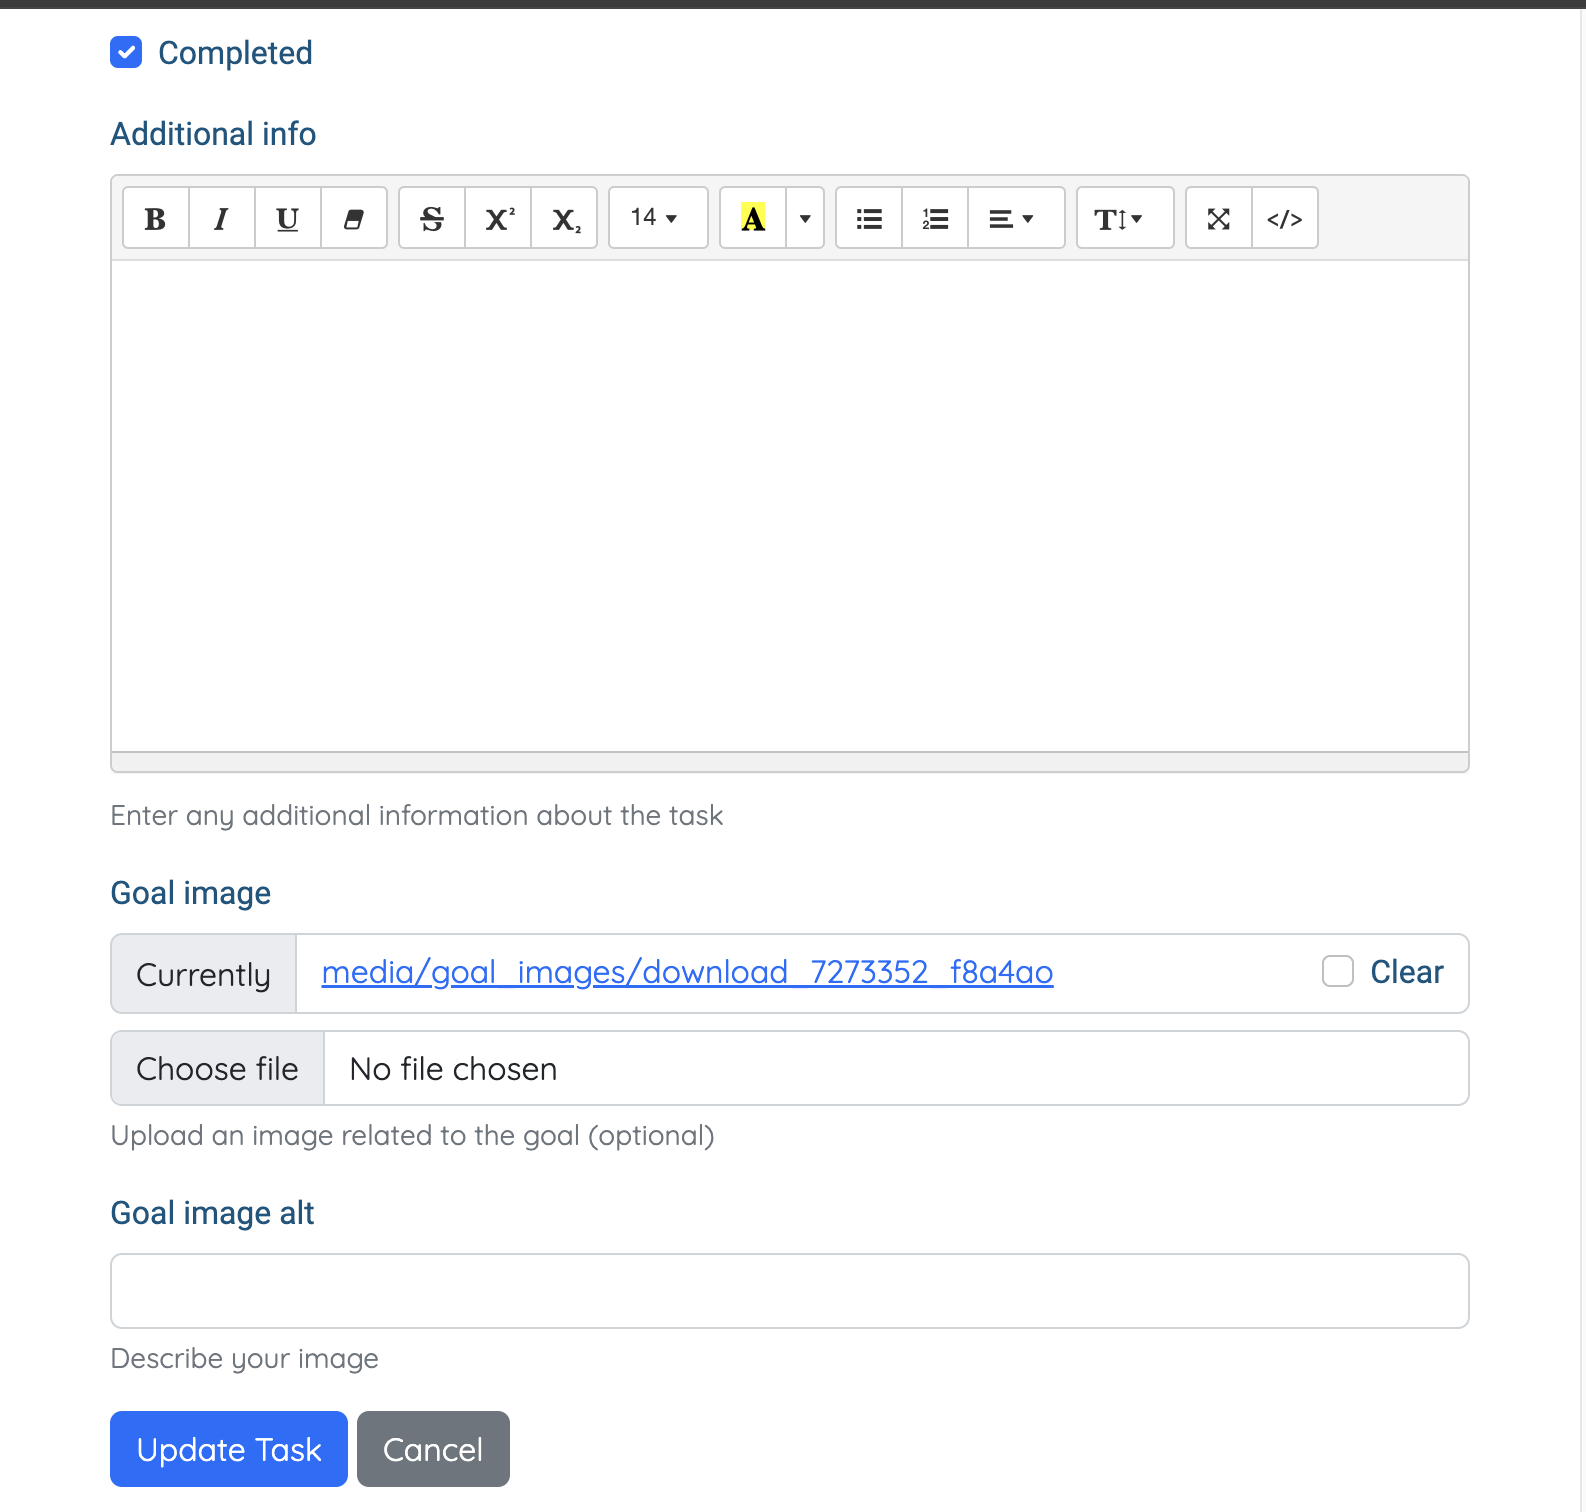 Completed
Additional info
B I U S X² X₂ 14 A T </>
Enter any additional information about the task
Goal image
Currently media/goal_images/download_7273352_f8a4ao Clear
Choose file No file chosen
Upload an image related to the goal (optional)
Goal image alt
Describe your image
Update Task Cancel